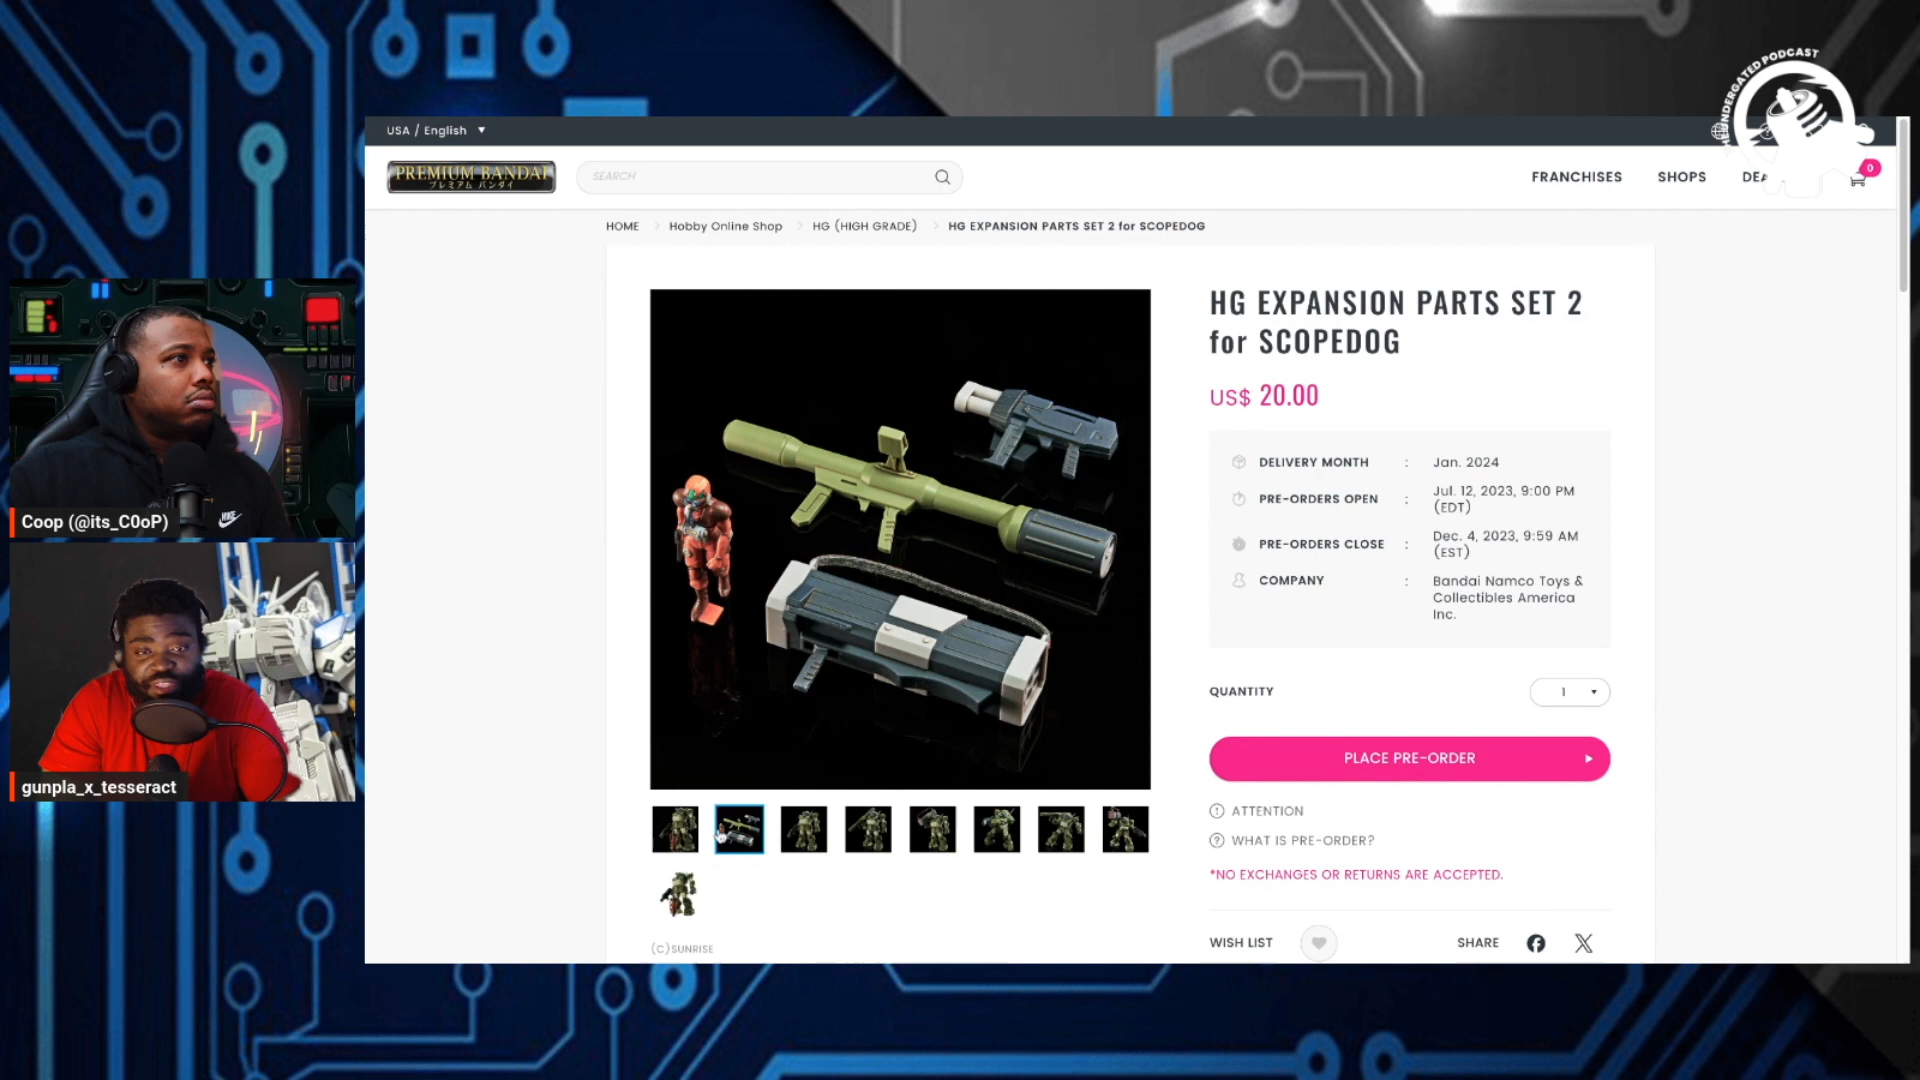 THE UNDERGATED PODCAST
USA / English
PREMIUM BANDAI
プレミアム バンダイ
SEARCH
FRANCHISES
SHOPS
0
HOME
Hobby Online Shop
HG (HIGH GRADE)
HG EXPANSION PARTS SET 2 for SCOPEDOG
HG EXPANSION PARTS SET 2
for SCOPEDOG
US$ 20.00
DELIVERY MONTH : Jan. 2024
PRE-ORDERS OPEN : Jul. 12, 2023, 9:00 PM
(EDT)
PRE-ORDERS CLOSE : Dec. 4, 2023, 9:59 AM
(EST)
COMPANY : Bandai Namco Toys &
Collectibles America
Inc.
QUANTITY
1
PLACE PRE-ORDER
ATTENTION
WHAT IS PRE-ORDER?
*NO EXCHANGES OR RETURNS ARE ACCEPTED.
WISH LIST
SHARE
(C)SUNRISE
NIKE
Coop (@its_C0oP)
gunpla_x_tesseract